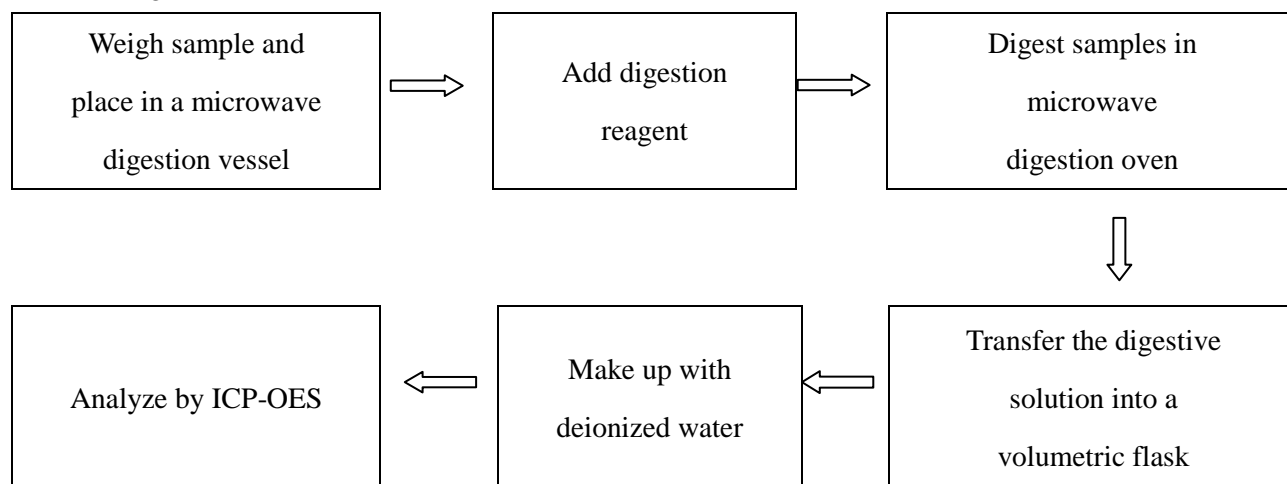 Weigh sample and
place in a microwave
digestion vessel
Add digestion
reagent
Digest samples in
microwave
digestion oven
Transfer the digestive
solution into a
volumetric flask
Make up with
deionized water
Analyze by ICP-OES